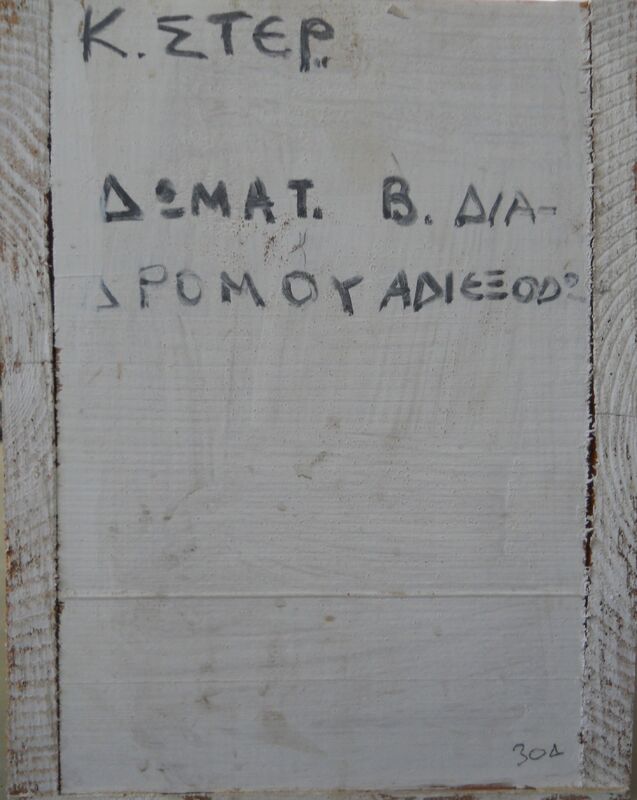 Κ. ΣΤΕΡ.
ΔΩΜΑΤ. Β. ΔΙΑ-
ΔΡΟΜΟΥ ΑΔΙΕΞΟΔΟ
30Δ